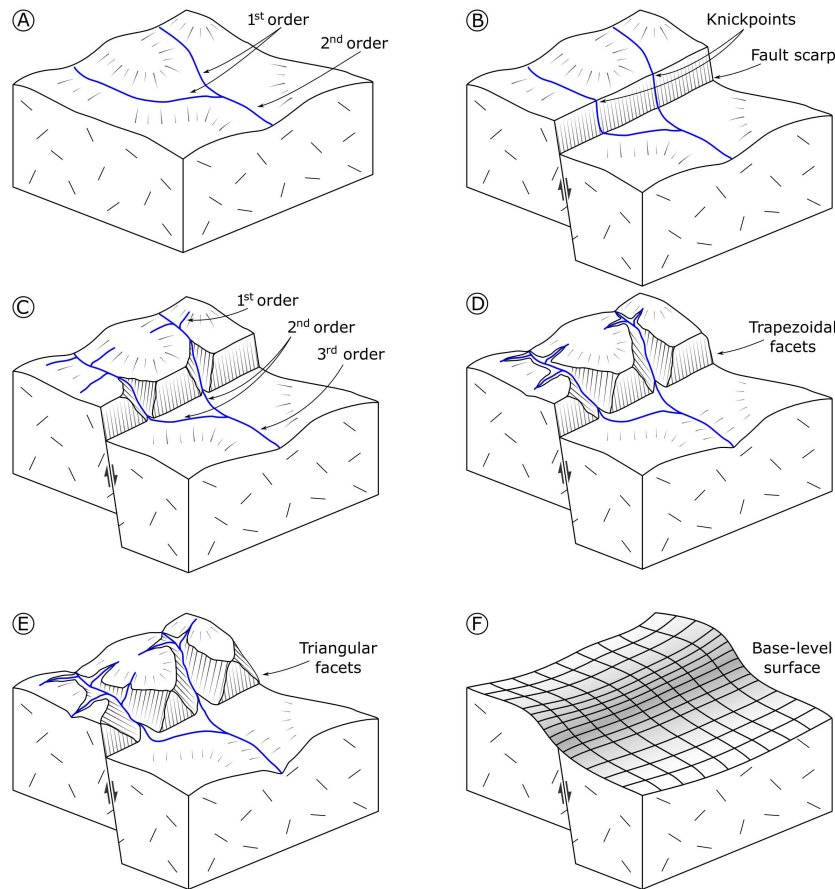 A
1st order
2nd order
B
Knickpoints
Fault scarp
C
1st order
2nd order
3rd order
D
Trapezoidal
facets
E
Triangular
facets
F
Base-level
surface